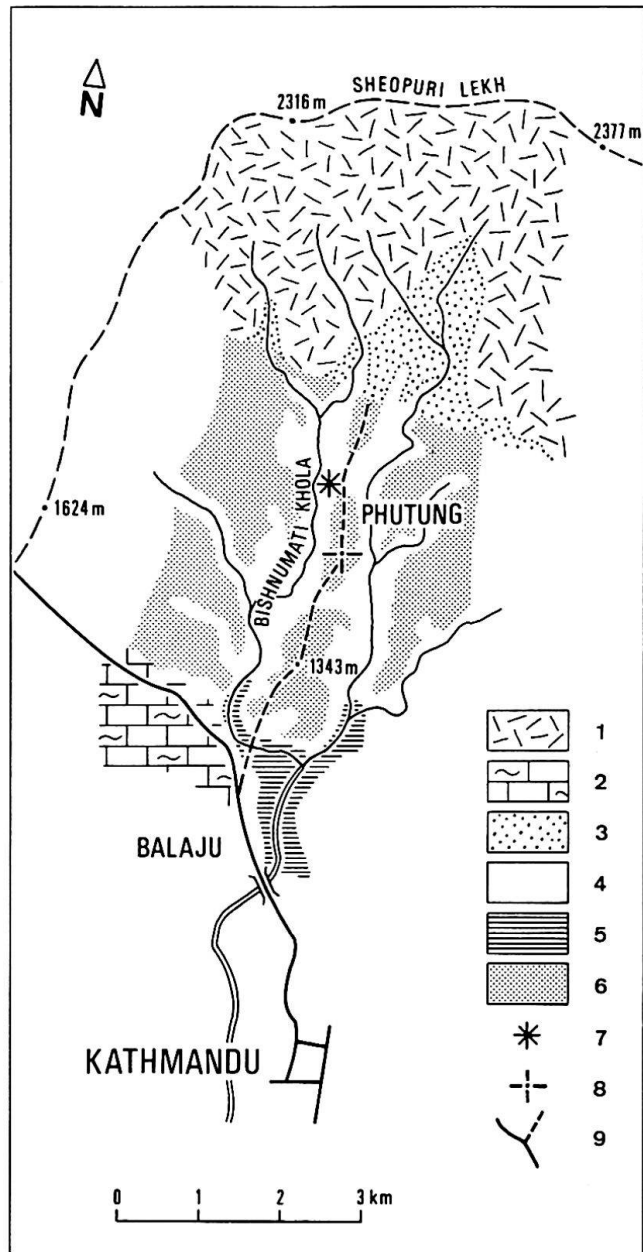 N
SHEOPURI LEKH
2316 m
2377 m
1624 m
BISHNUMATI KHOLA
PHUTUNG
1343 m
BALAJU
KATHMANDU
1
2
3
4
5
6
7
8
9
0 1 2 3 km